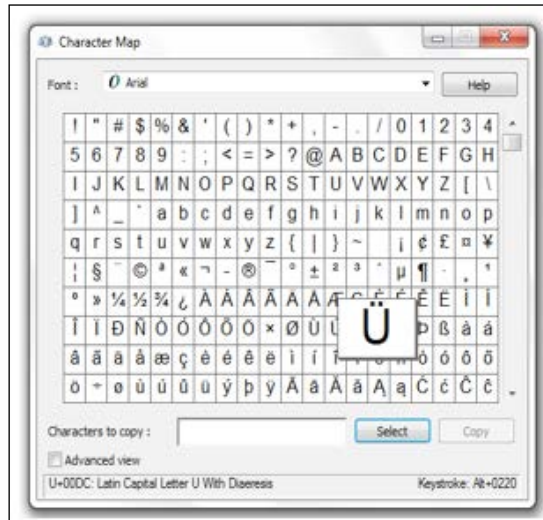 Character Map
Font : O Arial Help
! " # $ % & ' ( ) * + , - . / 0 1 2 3 4
5 6 7 8 9 : ; < = > ? @ A B C D E F G H
I J K L M N O P Q R S T U V W X Y Z [ \
] ^ _ ` a b c d e f g h i j k l m n o p
q r s t u v w x y z { | } ~ ¡ ¢ £ ¤ ¥
¦ § ¨ © ª « ¬ - ® ¯ ° ± ² ³ ´ µ ¶ · ¸ ¹
º » ¼ ½ ¾ ¿ À Á Â Ã Ä Å Æ Ç È É Ê Ë Ì Í
Î Ï Ð Ñ Ò Ó Ô Õ Ö × Ø Ù Ú Ü Þ ß à á
â ã ä å æ ç è é ê ë ì í î ò ó ô õ
ö ÷ ø ù ú û ü ý þ ÿ Ā ā Ă ă Ą ą Ć ć Ĉ ĉ
Characters to copy : Select Copy
Advanced view
U+00DC: Latin Capital Letter U With Diaeresis Keystroke: Alt+0220